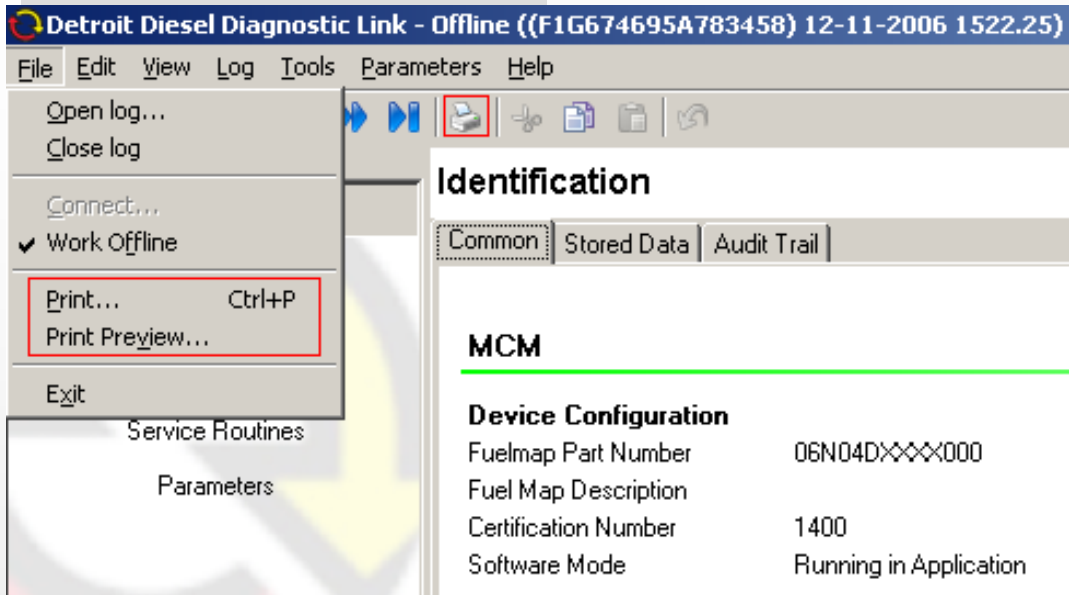 Detroit Diesel Diagnostic Link - Offline ((F1G674695A783458) 12-11-2006 1522.25)
File Edit View Log Tools Parameters Help
Open log...
Close log
Connect...
Work Offline
Print... Ctrl+P
Print Preview...
Exit
Service Routines
Parameters
Identification
Common Stored Data Audit Trail
MCM
Device Configuration
Fuelmap Part Number 06N04DXXXX000
Fuel Map Description
Certification Number 1400
Software Mode Running in Application